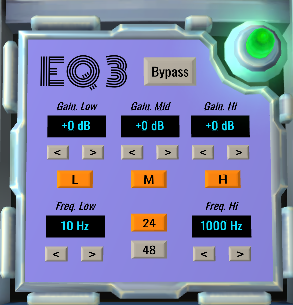 EQ3 Bypass
Gain. Low Gain. Mid Gain. Hi
+0 dB +0 dB +0 dB
< > < > < >
L M H
Freq. Low 24 Freq. Hi
10 Hz 1000 Hz
< > 48 < >